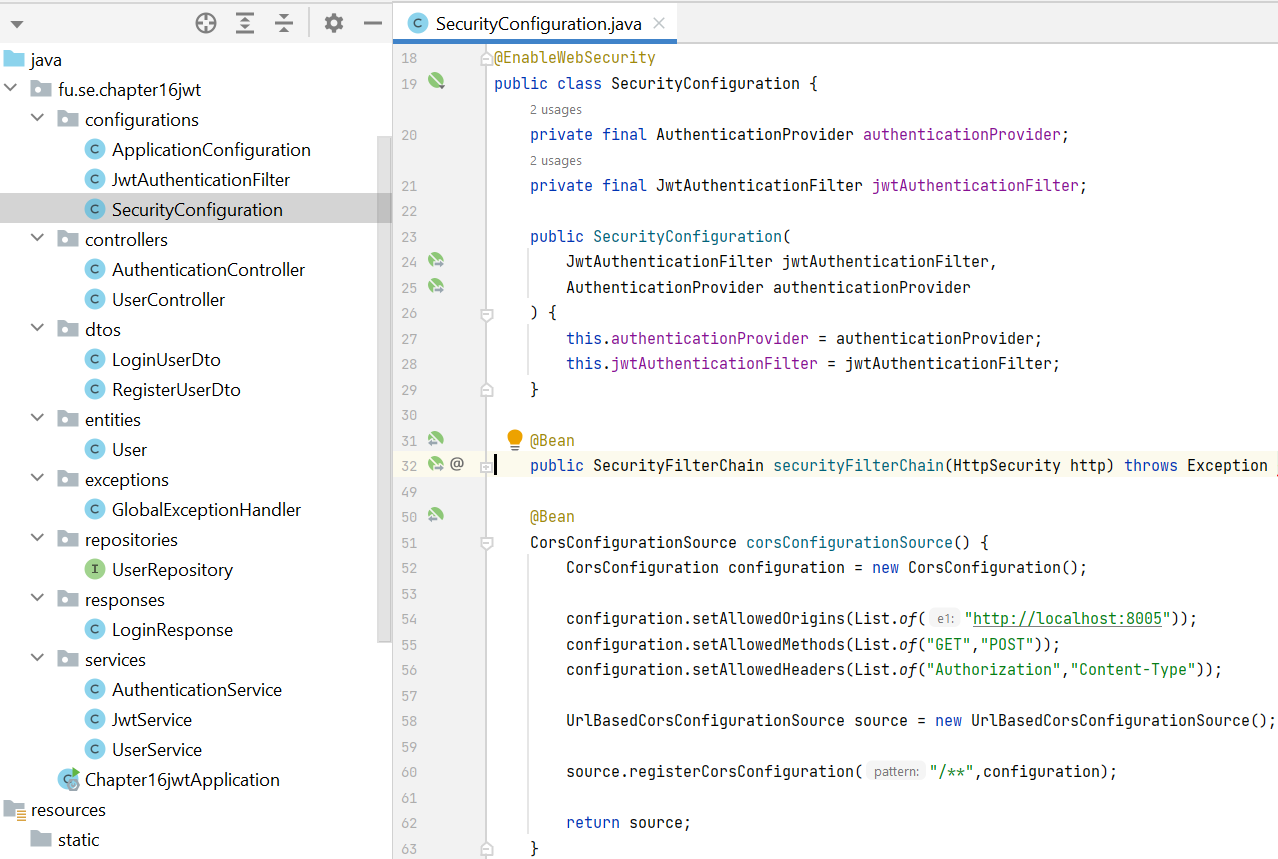 java
fu.se.chapter16jwt
configurations
ApplicationConfiguration
JwtAuthenticationFilter
SecurityConfiguration
controllers
AuthenticationController
UserController
dtos
LoginUserDto
RegisterUserDto
entities
User
exceptions
GlobalExceptionHandler
repositories
UserRepository
responses
LoginResponse
services
AuthenticationService
JwtService
UserService
Chapter16jwtApplication
resources
static
SecurityConfiguration.java
18 @EnableWebSecurity
19 public class SecurityConfiguration {
2 usages
20 private final AuthenticationProvider authenticationProvider;
2 usages
21 private final JwtAuthenticationFilter jwtAuthenticationFilter;
22
23 public SecurityConfiguration(
24 JwtAuthenticationFilter jwtAuthenticationFilter,
25 AuthenticationProvider authenticationProvider
26 ) {
27 this.authenticationProvider = authenticationProvider;
28 this.jwtAuthenticationFilter = jwtAuthenticationFilter;
29 }
30
31 @Bean
32 @ public SecurityFilterChain securityFilterChain(HttpSecurity http) throws Exception
49
50 @Bean
51 CorsConfigurationSource corsConfigurationSource() {
52 CorsConfiguration configuration = new CorsConfiguration();
53
54 configuration.setAllowedOrigins(List.of( e1: "http://localhost:8005"));
55 configuration.setAllowedMethods(List.of("GET","POST"));
56 configuration.setAllowedHeaders(List.of("Authorization","Content-Type"));
57
58 UrlBasedCorsConfigurationSource source = new UrlBasedCorsConfigurationSource();
59
60 source.registerCorsConfiguration( pattern: "/**",configuration);
61
62 return source;
63 }